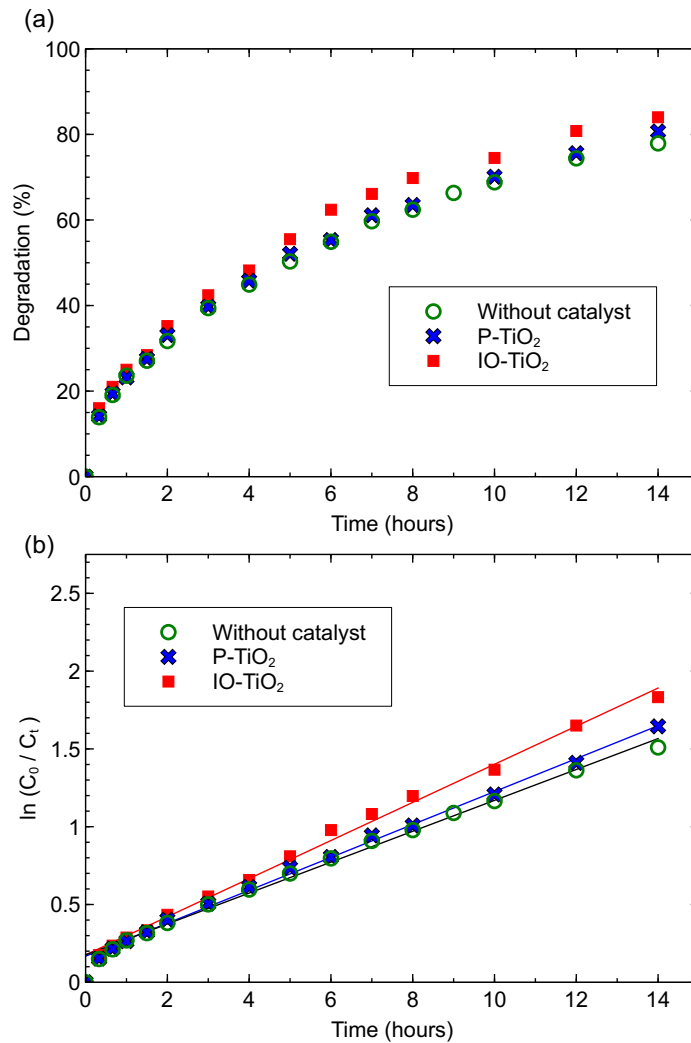 (a)
100
80
60
40
20
0
Degradation (%)
Without catalyst
P-TiO₂
IO-TiO₂
0 2 4 6 8 10 12 14
Time (hours)
(b)
2.5
2
1.5
1
0.5
0
ln (C₀ / Cₜ )
Without catalyst
P-TiO₂
IO-TiO₂
0 2 4 6 8 10 12 14
Time (hours)